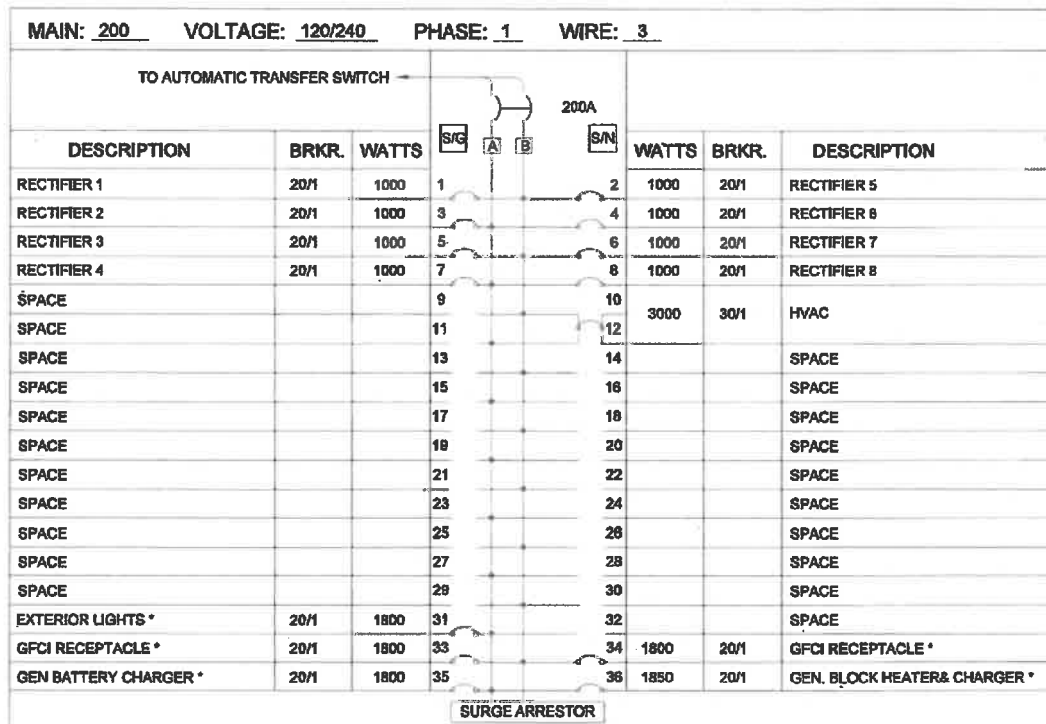 MAIN: 200 VOLTAGE: 120/240 PHASE: 1 WIRE: 3
TO AUTOMATIC TRANSFER SWITCH
200A
DESCRIPTION BRKR. WATTS S/G A B S/N WATTS BRKR. DESCRIPTION
RECTIFIER 1 20/1 1000 1 2 1000 20/1 RECTIFIER 5
RECTIFIER 2 20/1 1000 3 4 1000 20/1 RECTIFIER 6
RECTIFIER 3 20/1 1000 5 6 1000 20/1 RECTIFIER 7
RECTIFIER 4 20/1 1000 7 8 1000 20/1 RECTIFIER 8
SPACE 9 10
3000 30/1 HVAC
SPACE 11 12
SPACE 13 14 SPACE
SPACE 15 16 SPACE
SPACE 17 18 SPACE
SPACE 19 20 SPACE
SPACE 21 22 SPACE
SPACE 23 24 SPACE
SPACE 25 26 SPACE
SPACE 27 28 SPACE
SPACE 29 30 SPACE
EXTERIOR LIGHTS * 20/1 1800 31 32 SPACE
GFCI RECEPTACLE * 20/1 1800 33 34 1800 20/1 GFCI RECEPTACLE *
GEN BATTERY CHARGER * 20/1 1800 35 36 1850 20/1 GEN. BLOCK HEATER& CHARGER *
SURGE ARRESTOR